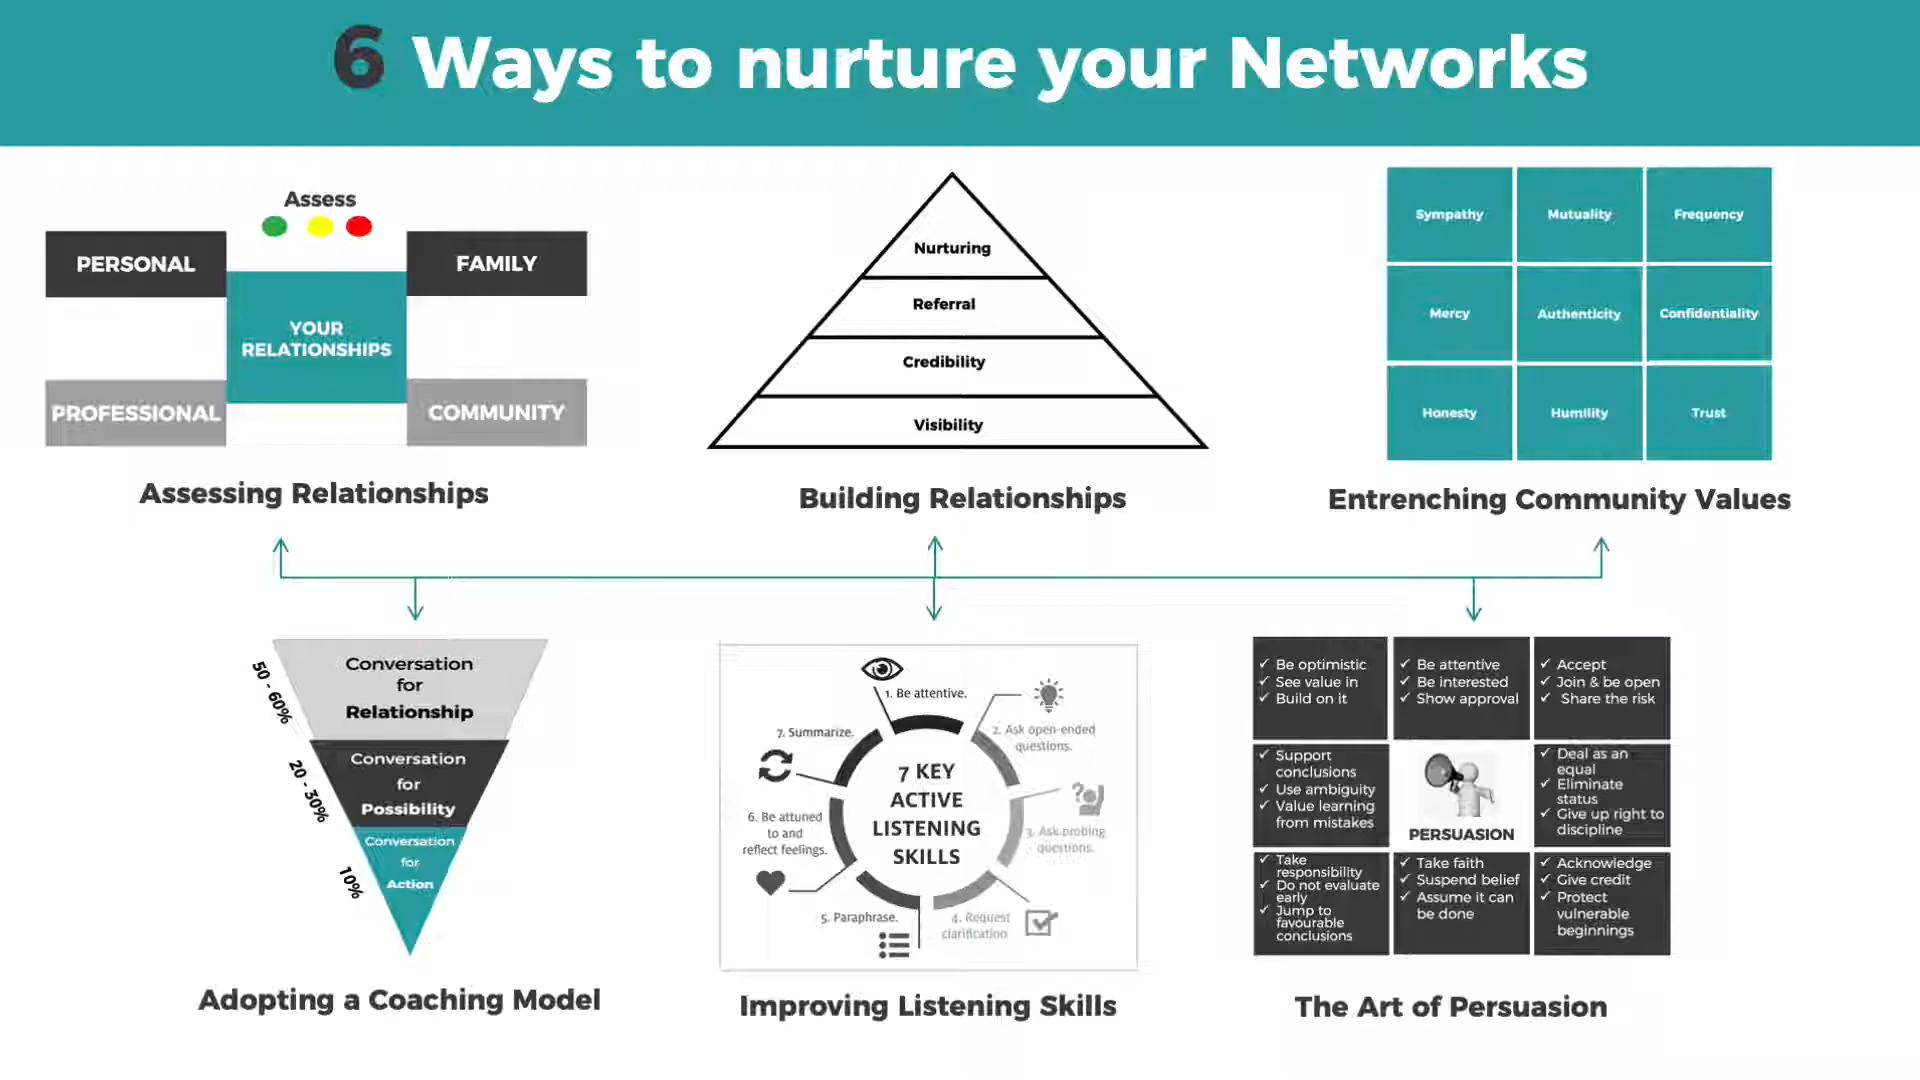 6 Ways to nurture your Networks
Assess
PERSONAL
FAMILY
YOUR
RELATIONSHIPS
PROFESSIONAL
COMMUNITY
Assessing Relationships
Nurturing
Referral
Credibility
Visibility
Building Relationships
Sympathy
Mutuality
Frequency
Mercy
Authenticity
Confidentiality
Honesty
Humility
Trust
Entrenching Community Values
50 - 60%
Conversation
for
Relationship
20 - 30%
Conversation
for
Possibility
10%
Conversation
for
Action
Adopting a Coaching Model
7 KEY
ACTIVE
LISTENING
SKILLS
1. Be attentive.
2. Ask open-ended
questions.
3. Ask probing
questions.
4. Request
clarification
5. Paraphrase.
6. Be attuned
to and
reflect feelings.
7. Summarize.
Improving Listening Skills
✓ Be optimistic
✓ See value in
✓ Build on it
✓ Be attentive
✓ Be interested
✓ Show approval
✓ Accept
✓ Join & be open
✓ Share the risk
✓ Support
conclusions
✓ Use ambiguity
✓ Value learning
from mistakes
PERSUASION
✓ Deal as an
equal
✓ Eliminate
status
✓ Give up right to
discipline
✓ Take
responsibility
✓ Do not evaluate
early
✓ Jump to
favourable
conclusions
✓ Take faith
✓ Suspend belief
✓ Assume it can
be done
✓ Acknowledge
✓ Give credit
✓ Protect
vulnerable
beginnings
The Art of Persuasion